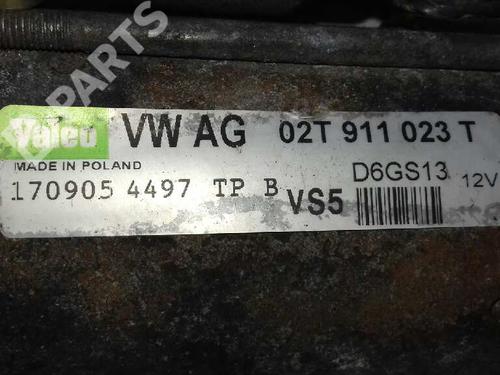 B PARTS
Valeo VW AG 02T 911 023 T
MADE IN POLAND
D6GS13 12V
170905 4497 TP B VS5